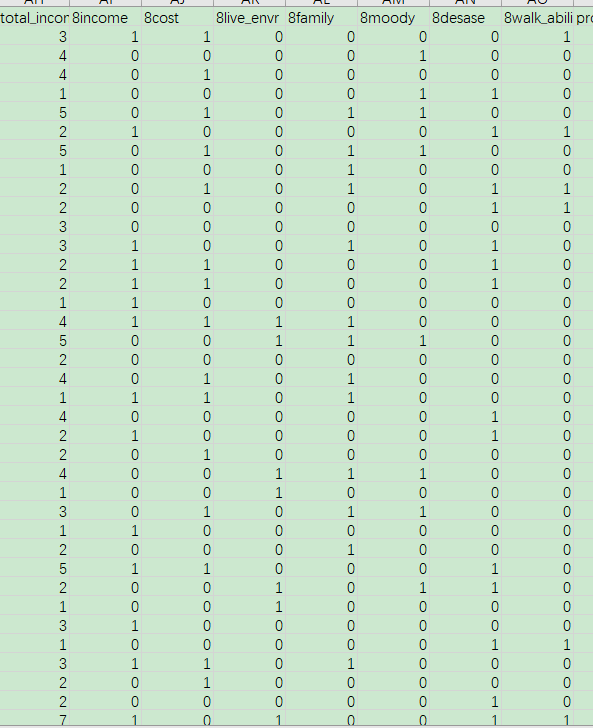 total_incon 8income 8cost 8live_envr 8family 8moody 8desase 8walk_abili pro
3 1 1 0 0 0 0 1
4 0 0 0 0 1 0 0
4 0 1 0 0 0 0 0
1 0 0 0 0 1 1 0
5 0 1 0 1 1 0 0
2 1 0 0 0 0 1 1
5 0 1 0 1 1 0 0
1 0 0 0 1 0 0 0
2 0 1 0 1 0 1 1
2 0 0 0 0 0 1 1
3 0 0 0 0 0 0 0
3 1 0 0 1 0 1 0
2 1 1 0 0 0 1 0
2 1 1 0 0 0 1 0
1 1 0 0 0 0 0 0
4 1 1 1 1 0 0 0
5 0 0 1 1 1 0 0
2 0 0 0 0 0 0 0
4 0 1 0 1 0 0 0
1 1 1 0 1 0 0 0
4 0 0 0 0 0 1 0
2 1 0 0 0 0 1 0
2 0 1 0 0 0 0 0
4 0 0 1 1 1 0 0
1 0 0 1 0 0 0 0
3 0 1 0 1 1 0 0
1 1 0 0 0 0 0 0
2 0 0 0 1 0 0 0
5 1 1 0 0 0 1 0
2 0 0 1 0 1 1 0
1 0 0 1 0 0 0 0
3 1 0 0 0 0 0 0
1 0 0 0 0 0 1 1
3 1 1 0 1 0 0 0
2 0 1 0 0 0 0 0
2 0 0 0 0 0 1 0
7 1 0 1 0 0 1 1